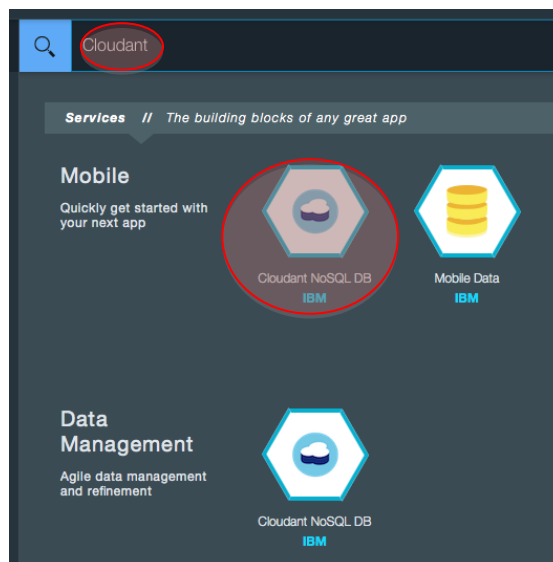 Cloudant
Services // The building blocks of any great app
Mobile
Quickly get started with
your next app
Cloudant NoSQL DB
IBM
Mobile Data
IBM
Data
Management
Agile data management
and refinement
Cloudant NoSQL DB
IBM